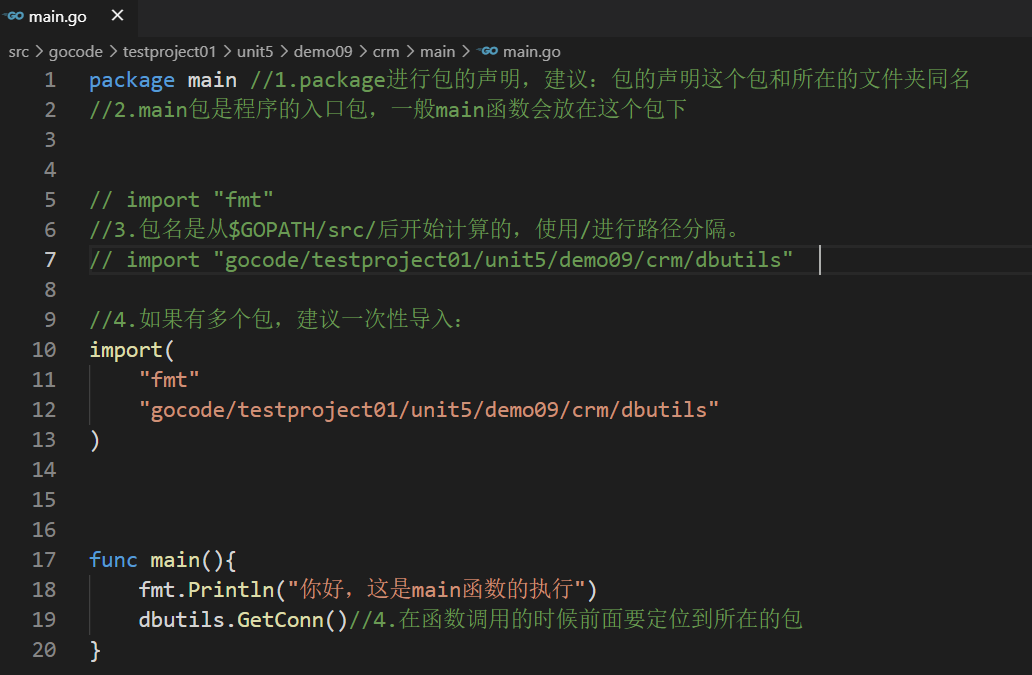 GO main.go ×
src > gocode > testproject01 > unit5 > demo09 > crm > main > GO main.go
1 package main //1.package进行包的声明，建议：包的声明这个包和所在的文件夹同名
2 //2.main包是程序的入口包，一般main函数会放在这个包下
3
4
5 // import "fmt"
6 //3.包名是从$GOPATH/src/后开始计算的，使用/进行路径分隔。
7 // import "gocode/testproject01/unit5/demo09/crm/dbutils"
8
9 //4.如果有多个包，建议一次性导入：
10 import(
11     "fmt"
12     "gocode/testproject01/unit5/demo09/crm/dbutils"
13 )
14
15
16
17 func main(){
18     fmt.Println("你好，这是main函数的执行")
19     dbutils.GetConn()//4.在函数调用的时候前面要定位到所在的包
20 }